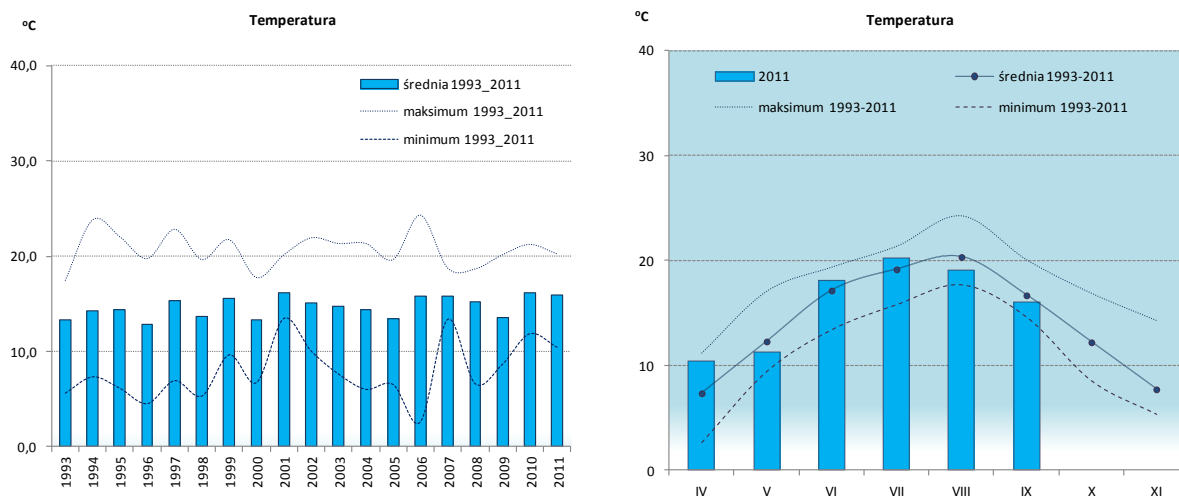 Temperatura
°C
40,0
30,0
20,0
10,0
0,0
średnia 1993_2011
maksimum 1993_2011
minimum 1993_2011
1993 1994 1995 1996 1997 1998 1999 2000 2001 2002 2003 2004 2005 2006 2007 2008 2009 2010 2011
Temperatura
°C
40
30
20
10
0
2011 średnia 1993-2011
maksimum 1993-2011 minimum 1993-2011
IV V VI VII VIII IX X XI